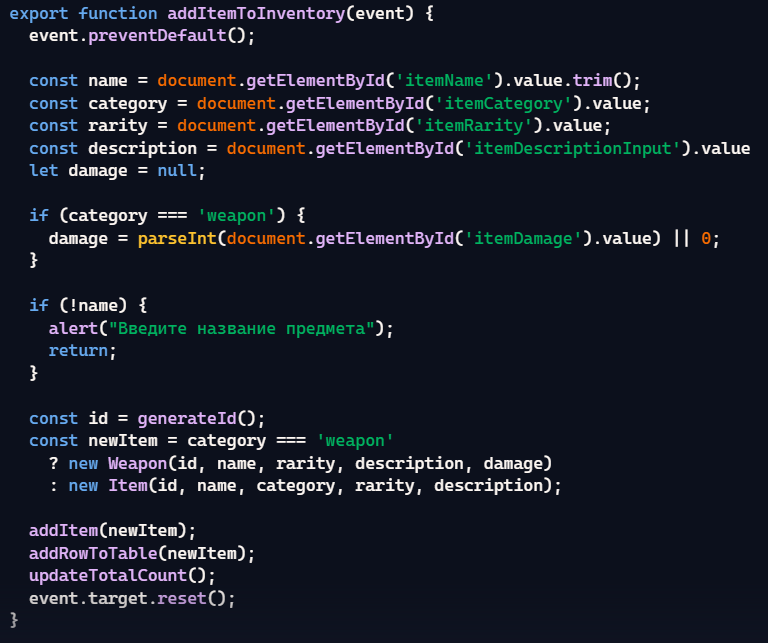 export function addItemToInventory(event) {
  event.preventDefault();

  const name = document.getElementById('itemName').value.trim();
  const category = document.getElementById('itemCategory').value;
  const rarity = document.getElementById('itemRarity').value;
  const description = document.getElementById('itemDescriptionInput').value
  let damage = null;

  if (category === 'weapon') {
    damage = parseInt(document.getElementById('itemDamage').value) || 0;
  }

  if (!name) {
    alert("Введите название предмета");
    return;
  }

  const id = generateId();
  const newItem = category === 'weapon'
    ? new Weapon(id, name, rarity, description, damage)
    : new Item(id, name, category, rarity, description);

  addItem(newItem);
  addRowToTable(newItem);
  updateTotalCount();
  event.target.reset();
}